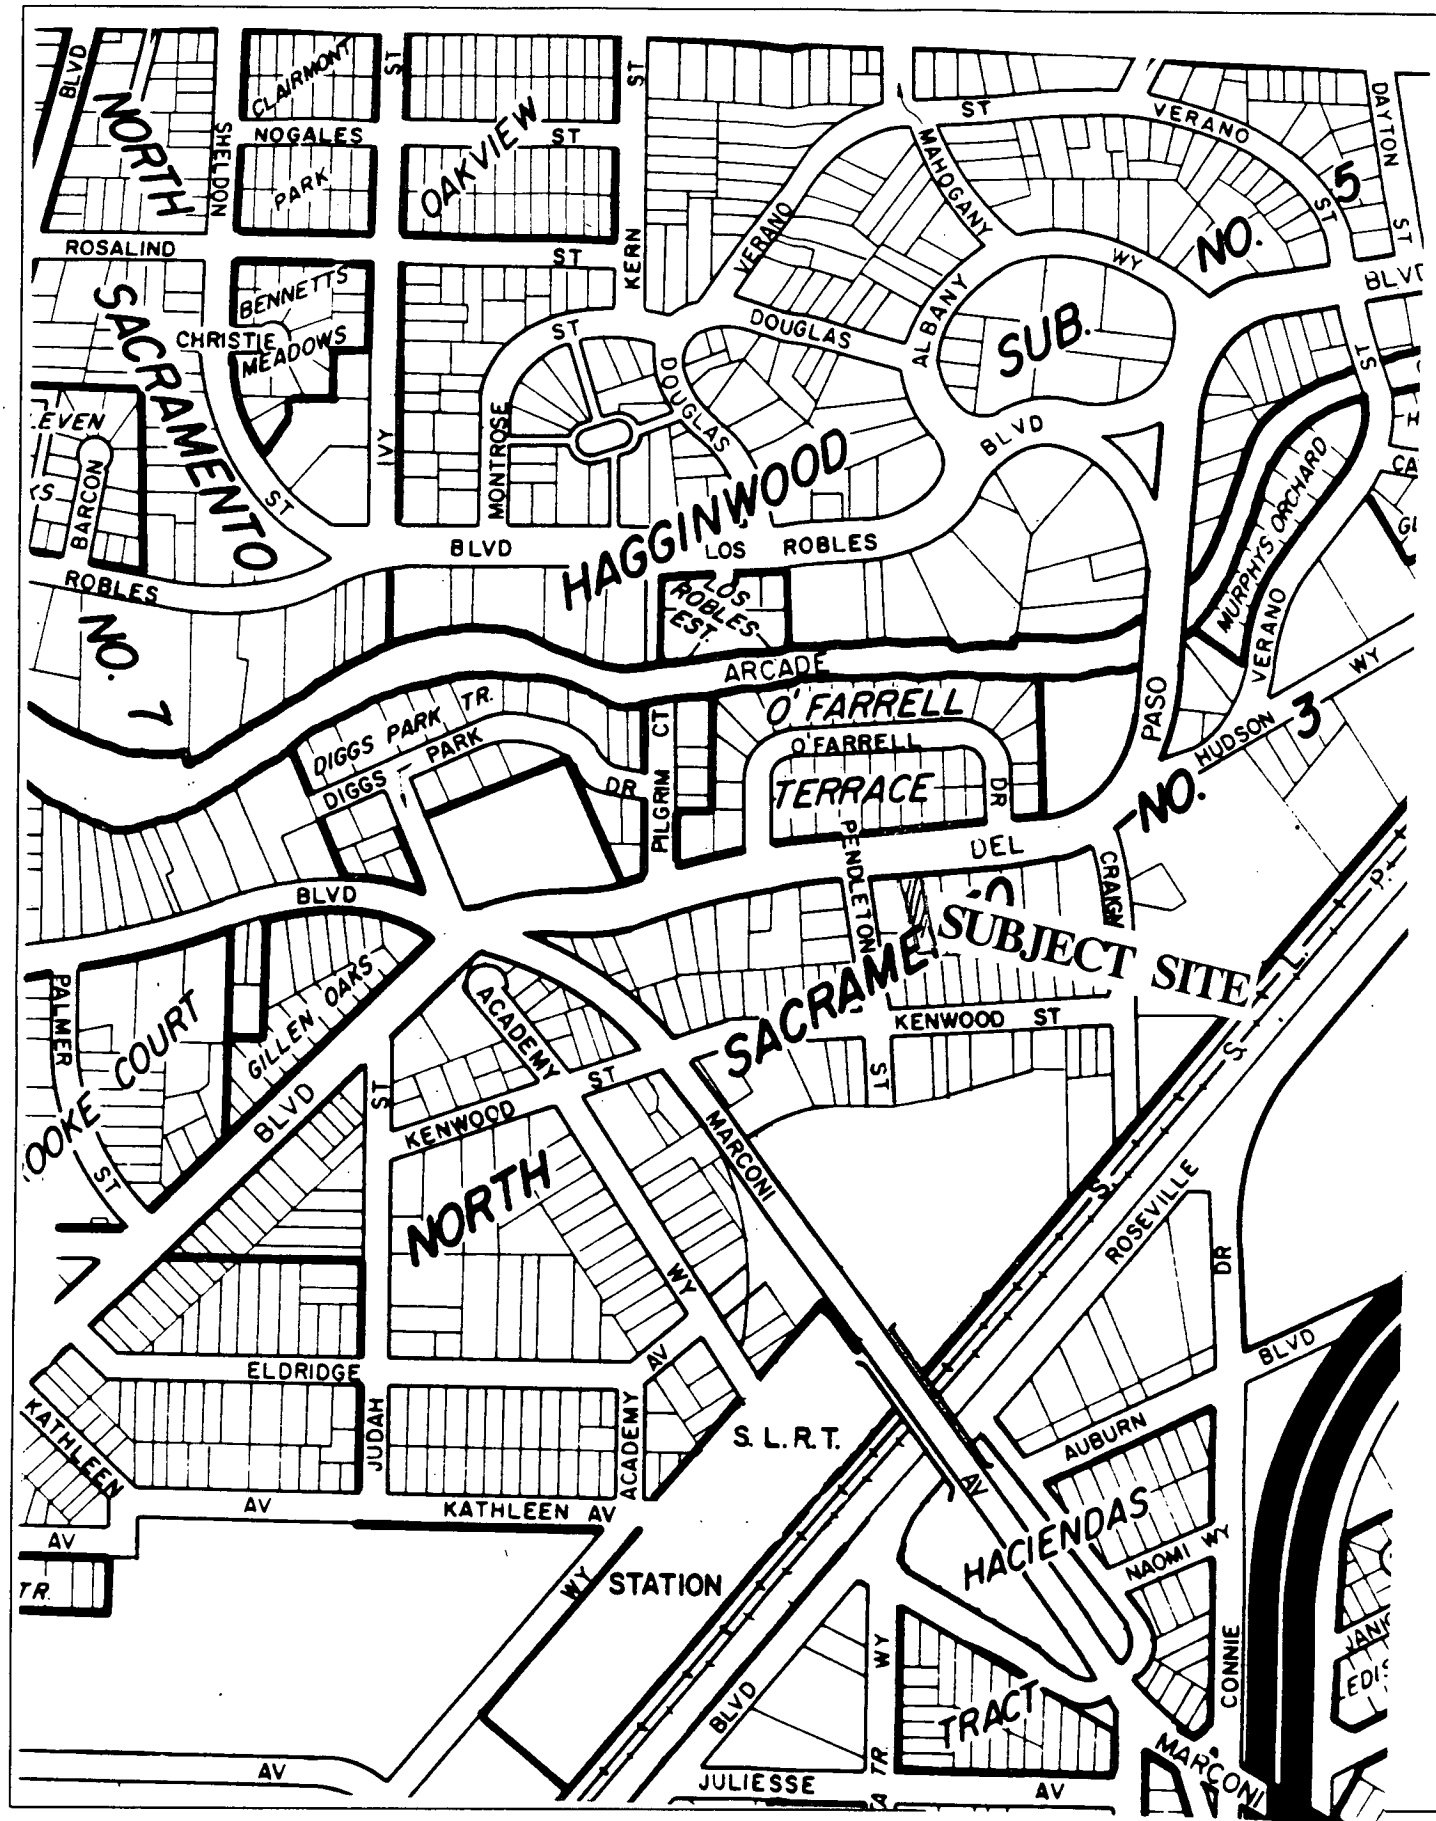 BLVD
NORTH
SACRAMENTO
NO. 7
SHELDON
CLAIRMONT
PARK
NOGALES
ST
ST
OAKVIEW
ST
KERN
ROSALIND
ST
BENNETTS
MEADOWS
CHRISTIE
ST
IVY
BARCON
ROBLES
BLVD
MONTROSE
ST
DOUGLAS
DOUGLAS
VERANO
ST
VERANO
ST
MAHOGANY
WY
ALBANY
DAYTON
ST
BLVD
ST
HAGGINWOOD
SUB.
NO.
5
BLVD
LOS
ROBLES
LOS
ROBLES
EST.
MURPHYS ORCHARD
VERANO
HUDSON
WY
NO.
3
PASO
DEL
ARCADE
O'FARRELL
O'FARRELL
TERRACE
DR
DIGGS PARK TR.
DIGGS
PARK
DR
PILGRIM
CT
BLVD
PENDLETON
ST
CRAIG
SUBJECT SITE
SACRAME
NORTH
KENWOOD
ST
PALMER
ST
OOKE COURT
GILLEN OAKS
BLVD
ACADEMY
ST
ST
KENWOOD
MARCONI
WY
S. S. L. P.
ROSEVILLE
DR
BLVD
ELDRIDGE
AV
JUDAH
ACADEMY
KATHLEEN
AV
KATHLEEN
AV
AV
TR.
S. L. R. T.
STATION
WY
AV
AUBURN
HACIENDAS
TRACT
NAOMI
WY
CONNIE
BLVD
WY
TR.
JULIESSE
AV
AV
MARCONI